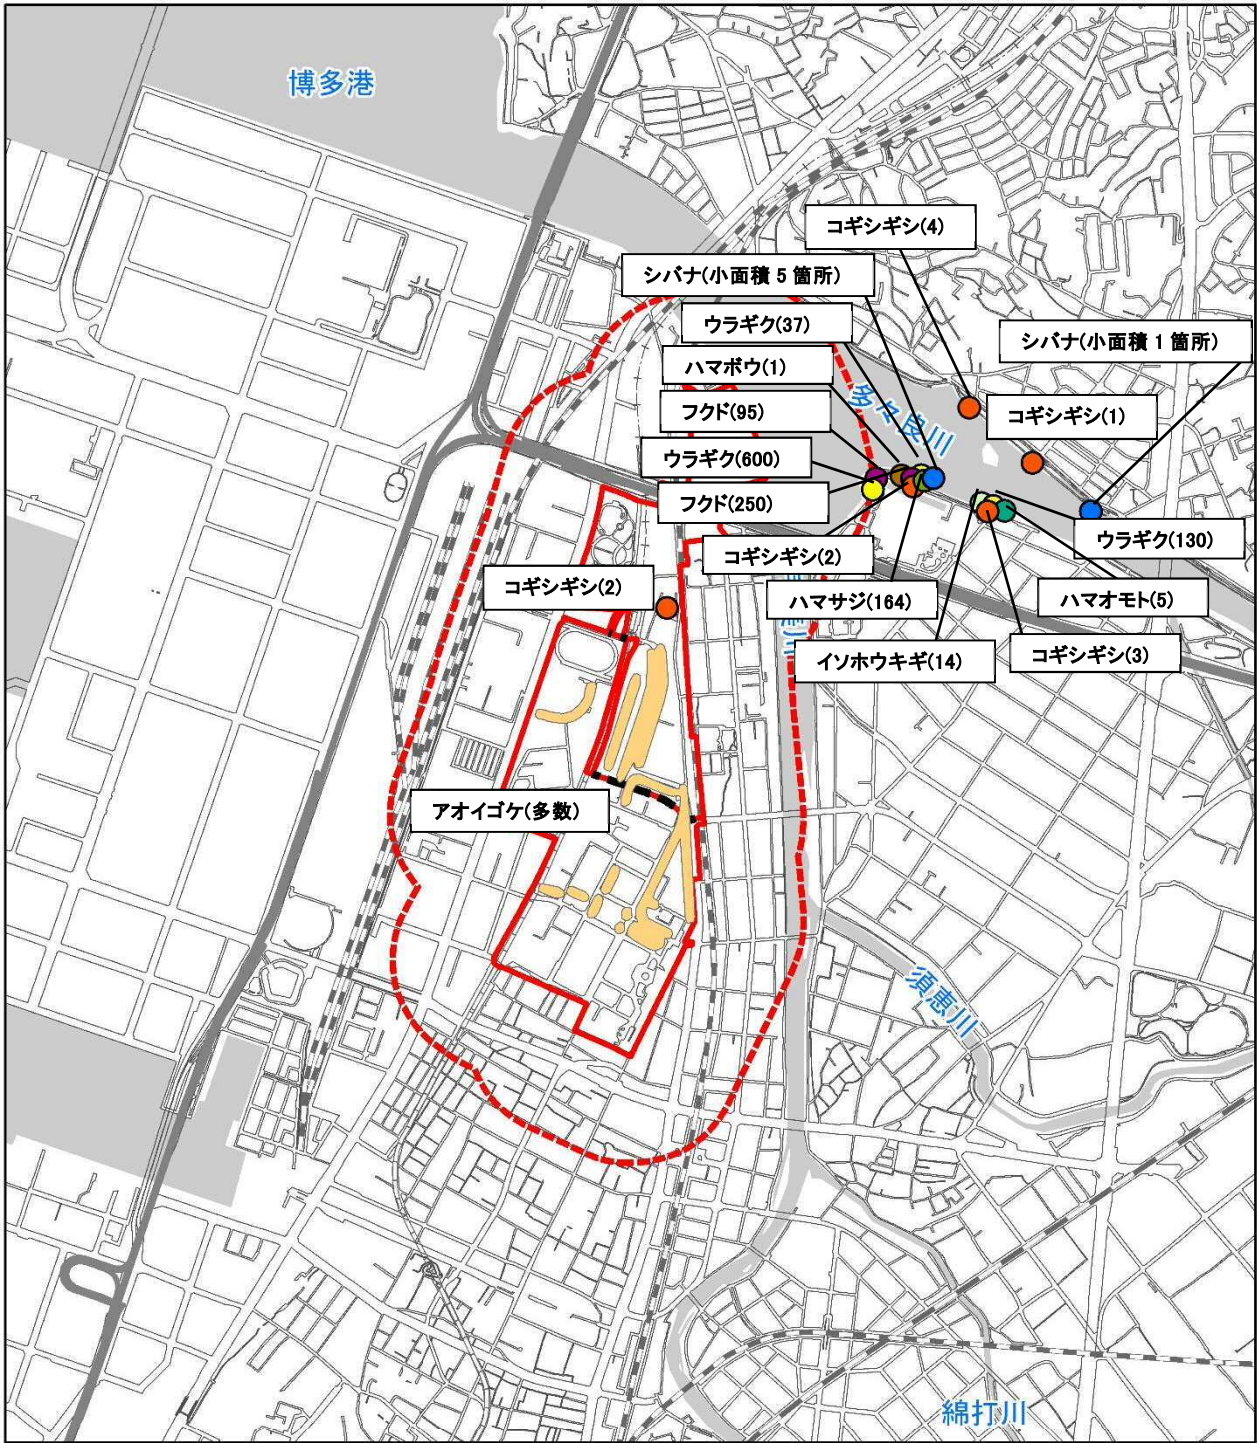 博多港
コギシギシ(4)
シバナ(小面積 5 箇所)
ウラギク(37)
シバナ(小面積 1 箇所)
ハマボウ(1)
多々良川
フクド(95)
コギシギシ(1)
ウラギク(600)
フクド(250)
ウラギク(130)
コギシギシ(2)
コギシギシ(2)
ハマサジ(164)
ハマオモト(5)
イソホウキギ(14)
コギシギシ(3)
アオイゴケ(多数)
須恵川
綿打川